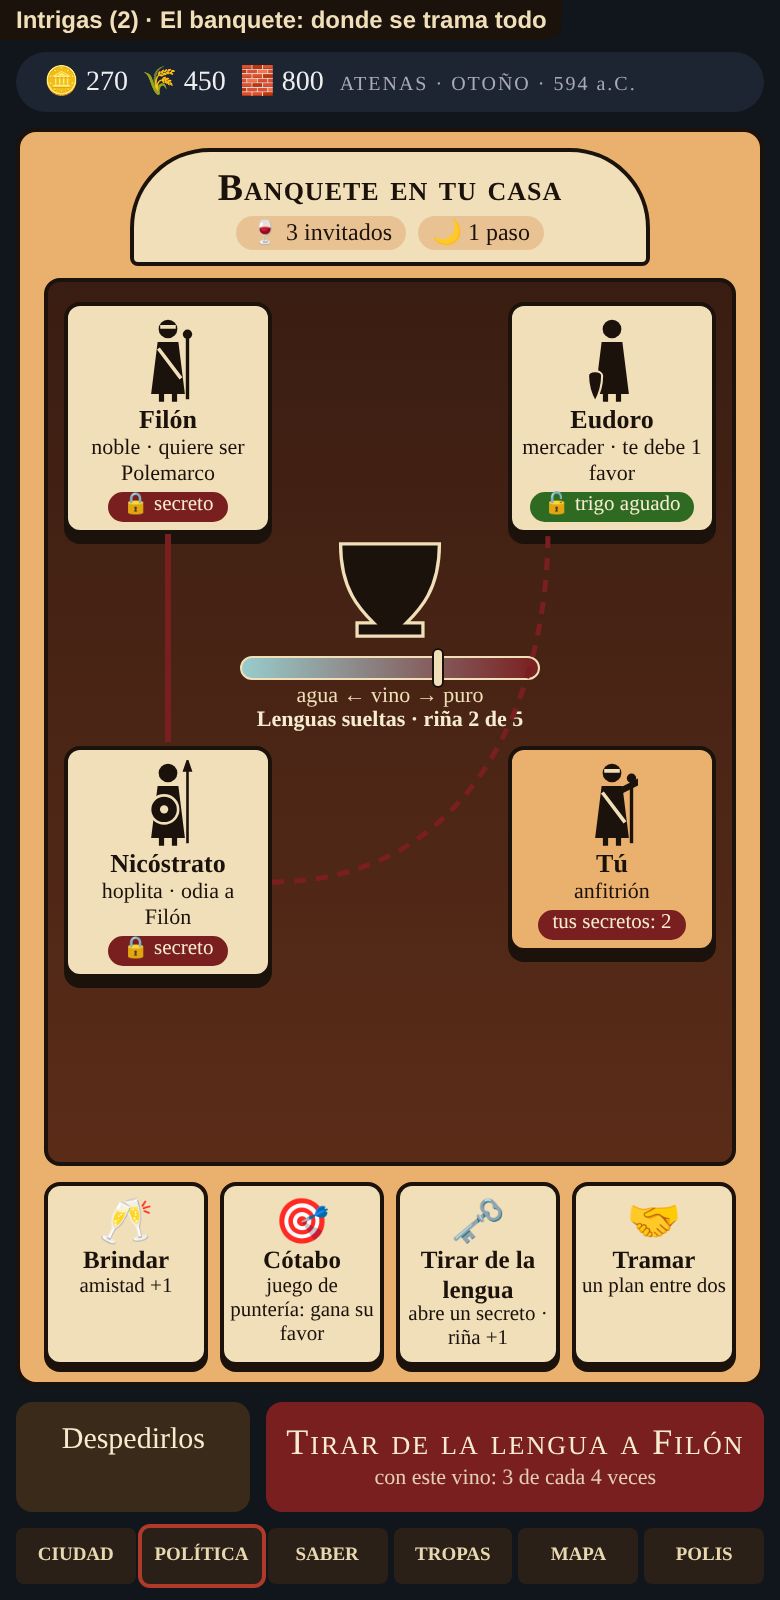 Intrigas (2) · El banquete: donde se trama todo
270 450 800 ATENAS · OTOÑO · 594 a.C.
Banquete en tu casa
3 invitados 1 paso
Filón
noble · quiere ser
Polemarco
secreto
Eudoro
mercader · te debe 1
favor
trigo aguado
agua ← vino → puro
Lenguas sueltas · riña 2 de 5
Nicóstrato
hoplita · odia a
Filón
secreto
Tú
anfitrión
tus secretos: 2
Brindar
amistad +1
Cótabo
juego de
puntería: gana su
favor
Tirar de la
lengua
abre un secreto ·
riña +1
Tramar
un plan entre dos
Despedirlos
Tirar de la lengua a Filón
con este vino: 3 de cada 4 veces
CIUDAD POLÍTICA SABER TROPAS MAPA POLIS